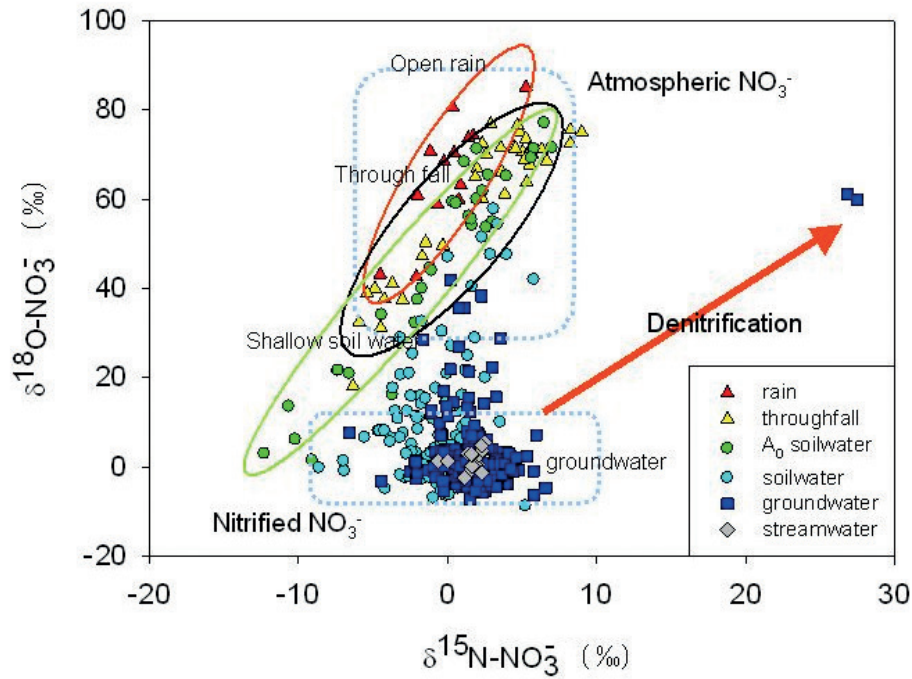 100
80
60
40
20
0
-20
-20
-10
0
10
20
30
δ18O-NO3- (‰)
δ15N-NO3- (‰)
Open rain
Atmospheric NO3-
Through fall
Shallow soil water
Denitrification
groundwater
Nitrified NO3-
rain
throughfall
A0 soilwater
soilwater
groundwater
streamwater